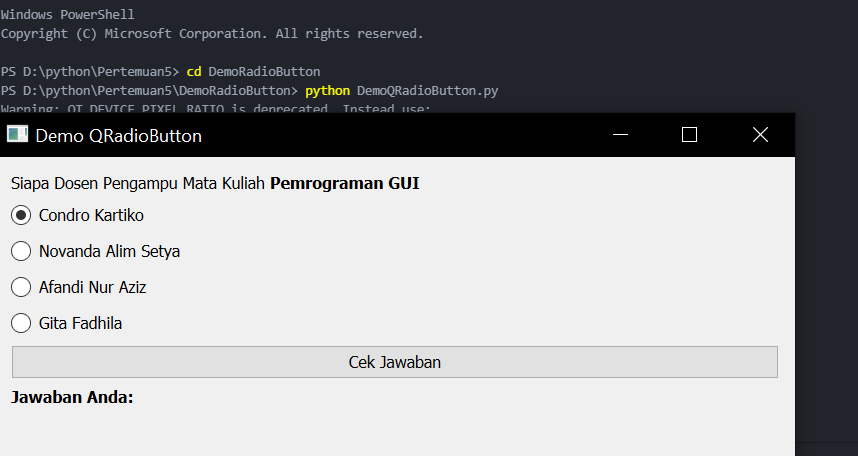 Windows PowerShell
Copyright (C) Microsoft Corporation. All rights reserved.
PS D:\python\Pertemuan5> cd DemoRadioButton
PS D:\python\Pertemuan5\DemoRadioButton> python DemoQRadioButton.py
Warning: QT_DEVICE_PIXEL_RATIO is deprecated. Instead use:
Demo QRadioButton
Siapa Dosen Pengampu Mata Kuliah Pemrograman GUI
Condro Kartiko
Novanda Alim Setya
Afandi Nur Aziz
Gita Fadhila
Cek Jawaban
Jawaban Anda: